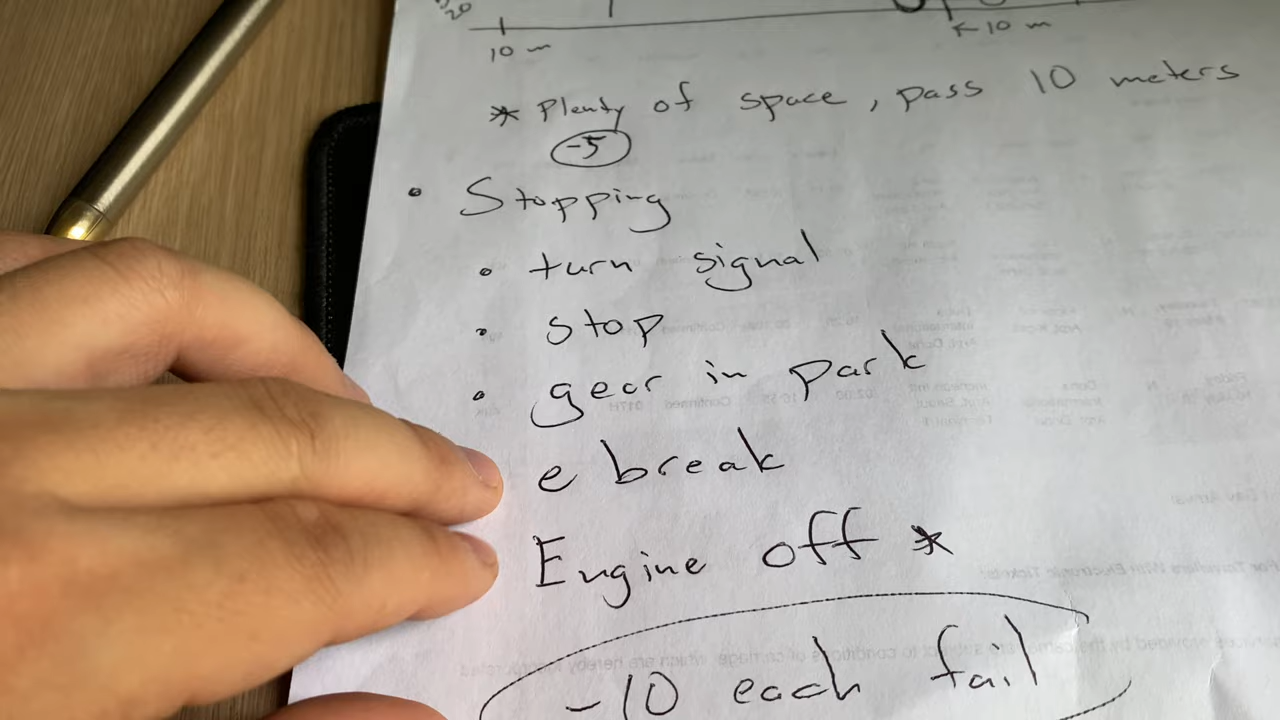 20
10 m
< 10 m
* Plenty of space, pass 10 meters
-5
• Stopping
• turn signal
• stop
• gear in park
e break
Engine off *
-10 each fail